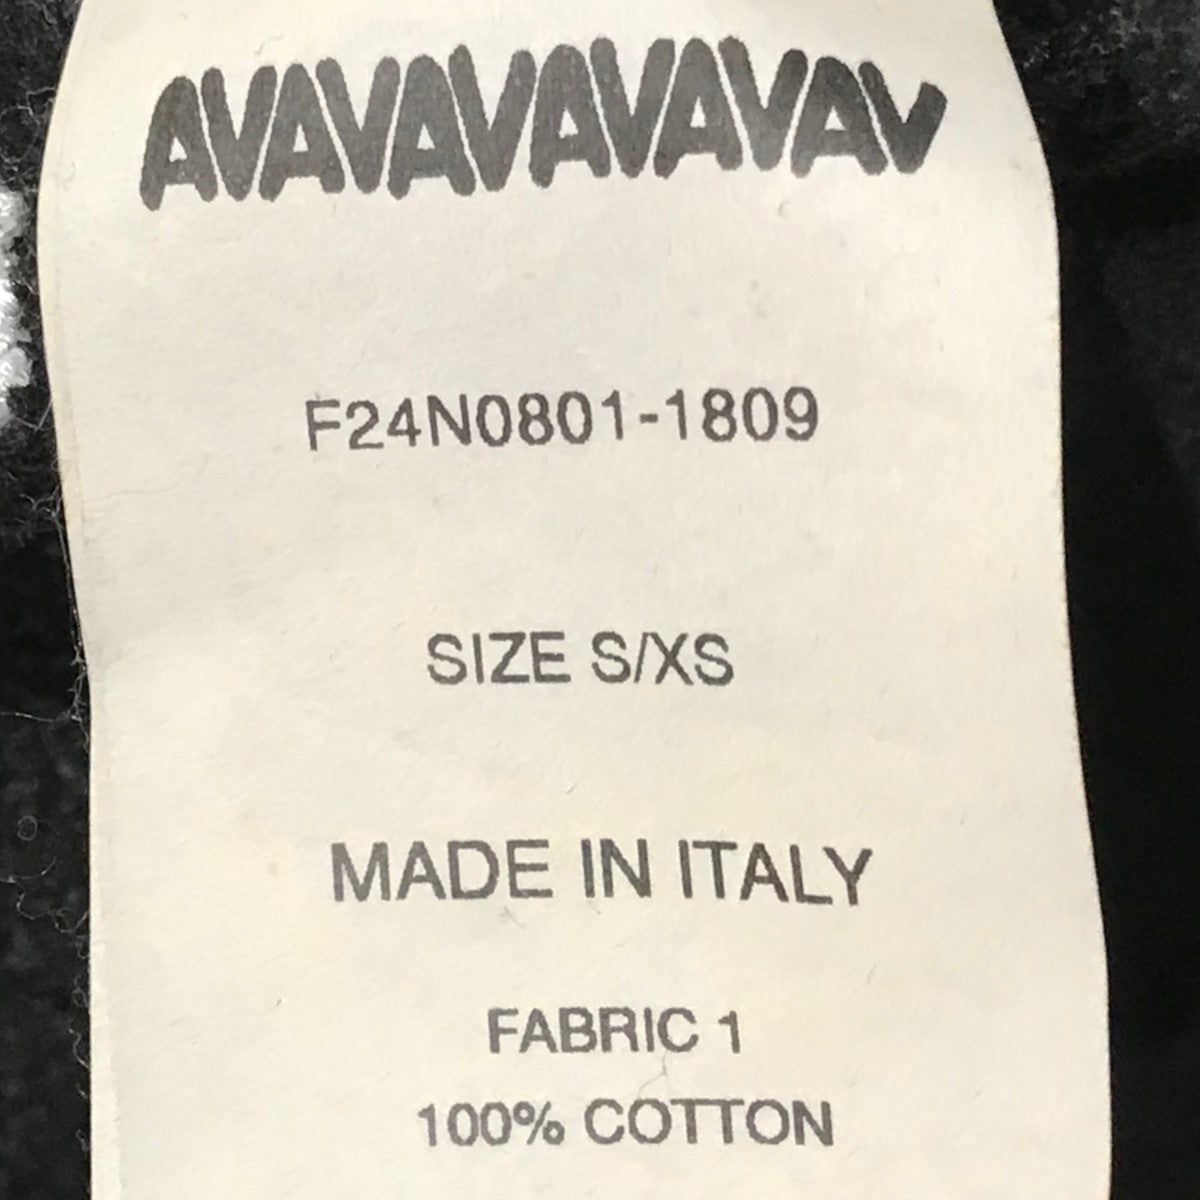 AVAVAVAVAVAV
F24N0801-1809
SIZE S/XS
MADE IN ITALY
FABRIC 1
100% COTTON